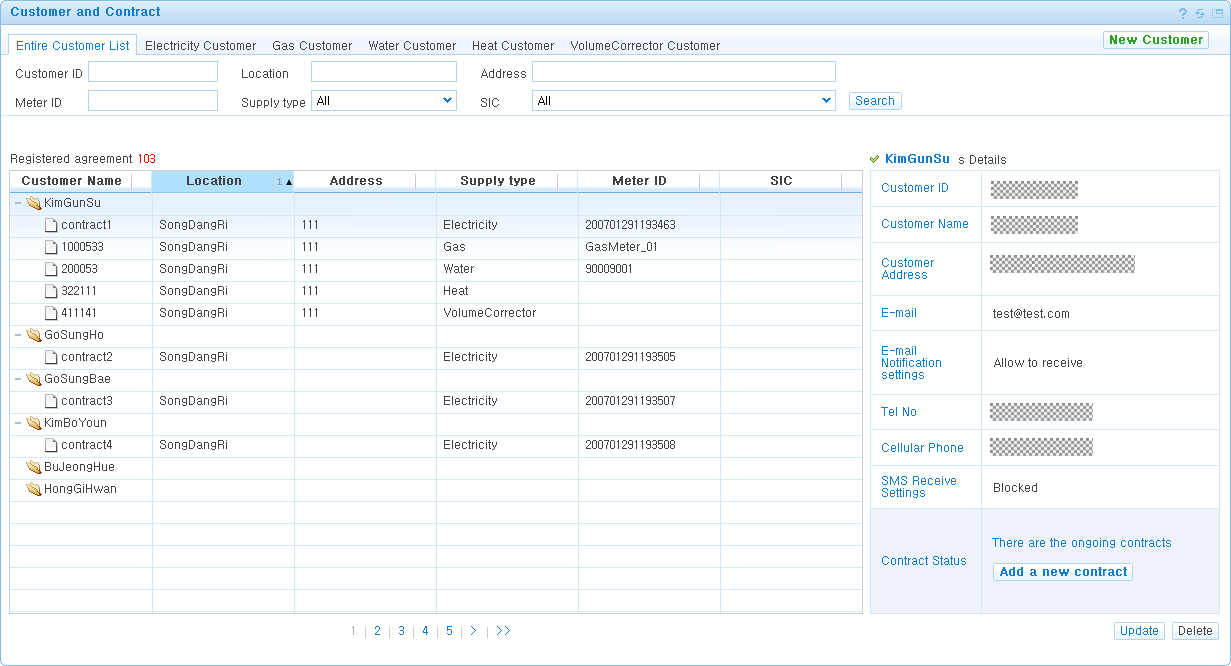 Customer and Contract
Entire Customer List Electricity Customer Gas Customer Water Customer Heat Customer VolumeCorrector Customer New Customer
Customer ID Location Address
Meter ID Supply type All SIC All Search
Registered agreement 103
Customer Name Location 1 ▲ Address Supply type Meter ID SIC
KimGunSu
contract1 SongDangRi 111 Electricity 200701291193463
1000533 SongDangRi 111 Gas GasMeter_01
200053 SongDangRi 111 Water 90009001
322111 SongDangRi 111 Heat
411141 SongDangRi 111 VolumeCorrector
GoSungHo
contract2 SongDangRi Electricity 200701291193505
GoSungBae
contract3 SongDangRi Electricity 200701291193507
KimBoYoun
contract4 SongDangRi Electricity 200701291193508
BuJeongHue
HongGiHwan
1 | 2 | 3 | 4 | 5 | > | >>
KimGunSu s Details
Customer ID
Customer Name
Customer
Address
E-mail test@test.com
E-mail
Notification
settings
Allow to receive
Tel No
Cellular Phone
SMS Receive
Settings
Blocked
Contract Status
There are the ongoing contracts
Add a new contract
Update Delete